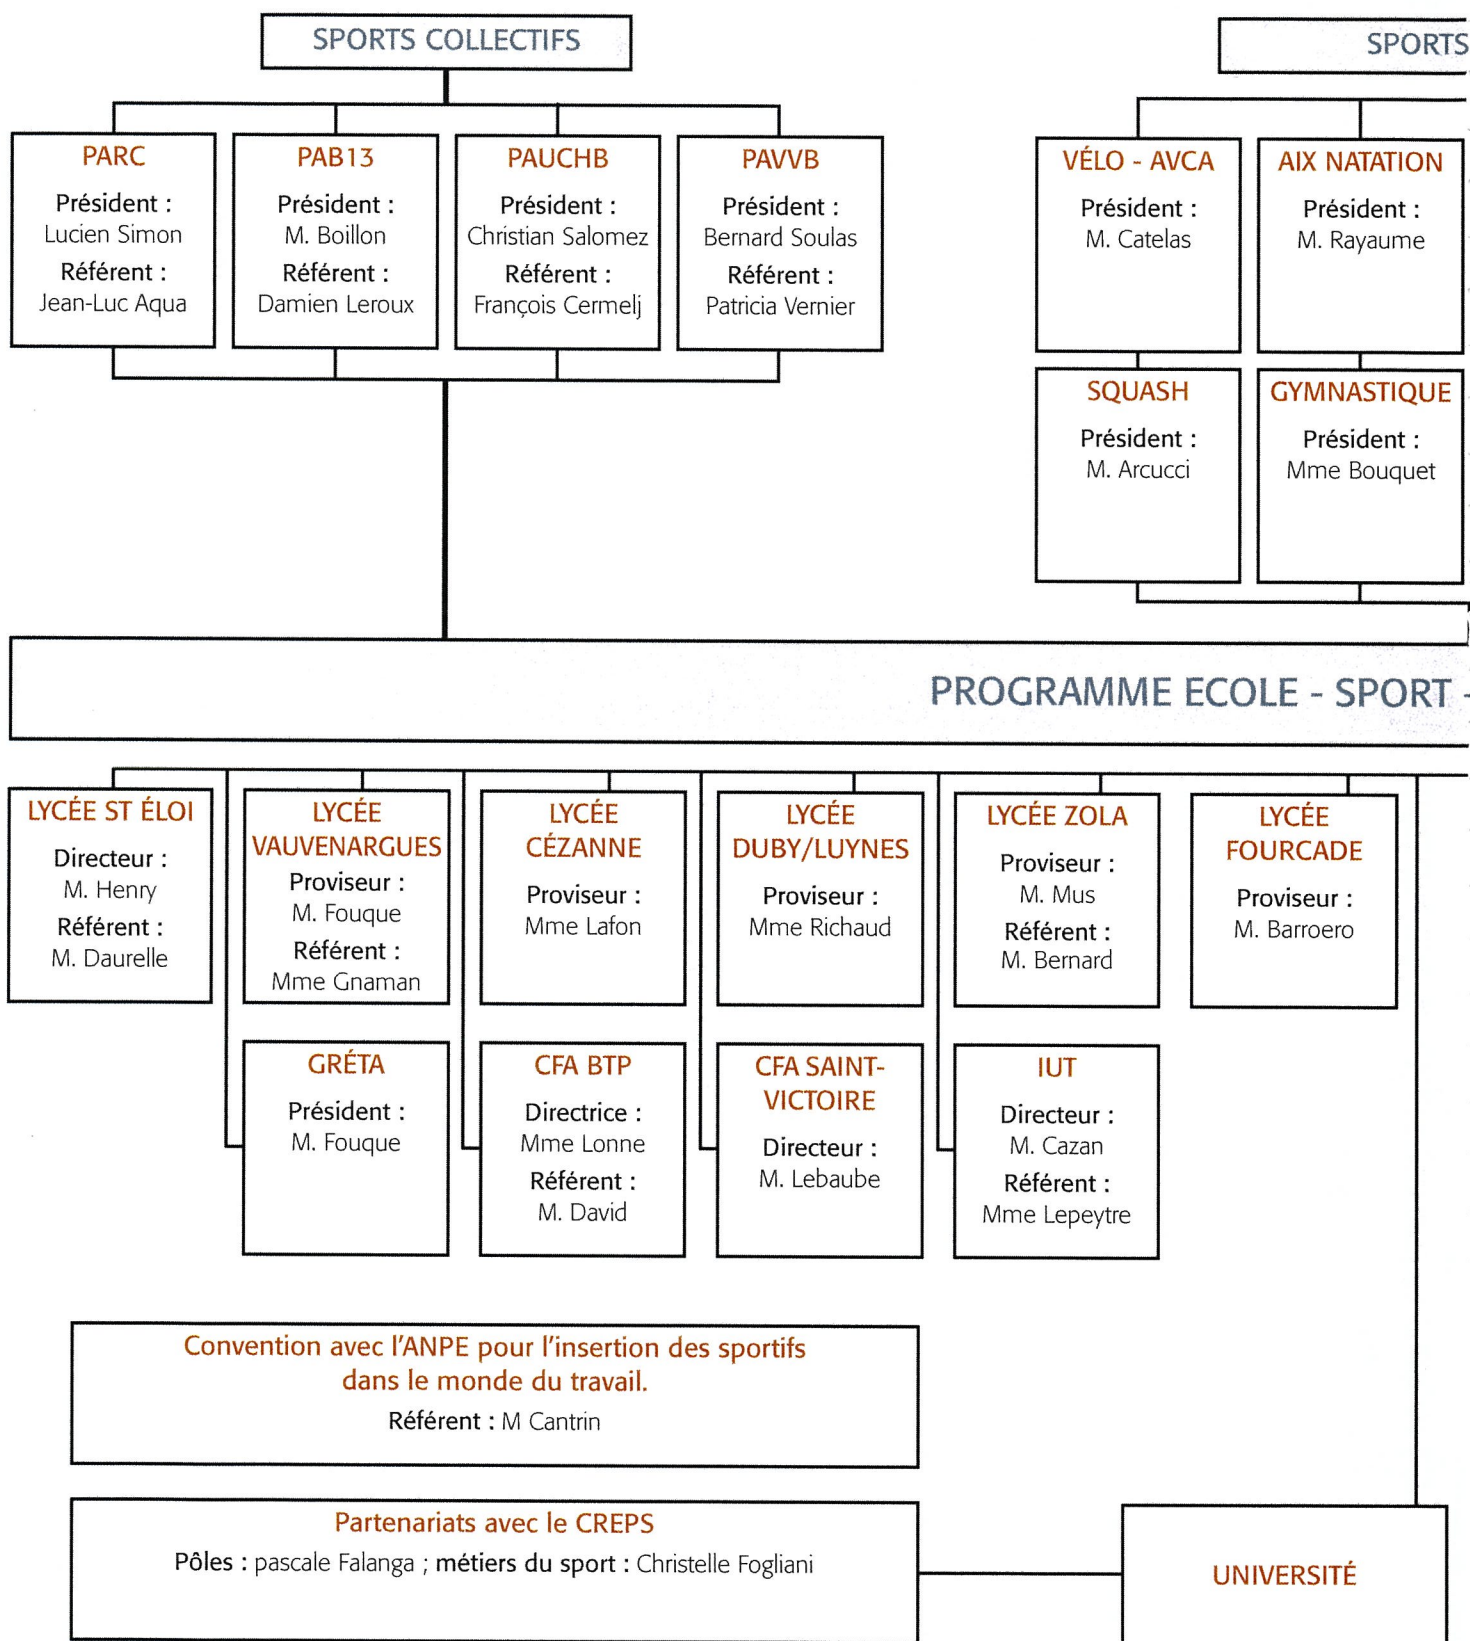 SPORTS COLLECTIFS
SPORTS
PARC
Président :
Lucien Simon
Référent :
Jean-Luc Aqua
PAB13
Président :
M. Boillon
Référent :
Damien Leroux
PAUCHB
Président :
Christian Salomez
Référent :
François Cermelj
PAVVB
Président :
Bernard Soulas
Référent :
Patricia Vernier
VÉLO - AVCA
Président :
M. Catelas
AIX NATATION
Président :
M. Rayaume
SQUASH
Président :
M. Arcucci
GYMNASTIQUE
Président :
Mme Bouquet
PROGRAMME ECOLE - SPORT -
LYCÉE ST ÉLOI
Directeur :
M. Henry
Référent :
M. Daurelle
LYCÉE
VAUVENARGUES
Proviseur :
M. Fouque
Référent :
Mme Gnaman
LYCÉE
CÉZANNE
Proviseur :
Mme Lafon
LYCÉE
DUBY/LUYNES
Proviseur :
Mme Richaud
LYCÉE ZOLA
Proviseur :
M. Mus
Référent :
M. Bernard
LYCÉE
FOURCADE
Proviseur :
M. Barroero
GRÉTA
Président :
M. Fouque
CFA BTP
Directrice :
Mme Lonne
Référent :
M. David
CFA SAINT-
VICTOIRE
Directeur :
M. Lebaube
IUT
Directeur :
M. Cazan
Référent :
Mme Lepeytre
Convention avec l'ANPE pour l'insertion des sportifs
dans le monde du travail.
Référent : M Cantrin
Partenariats avec le CREPS
Pôles : pascale Falanga ; métiers du sport : Christelle Fogliani
UNIVERSITÉ